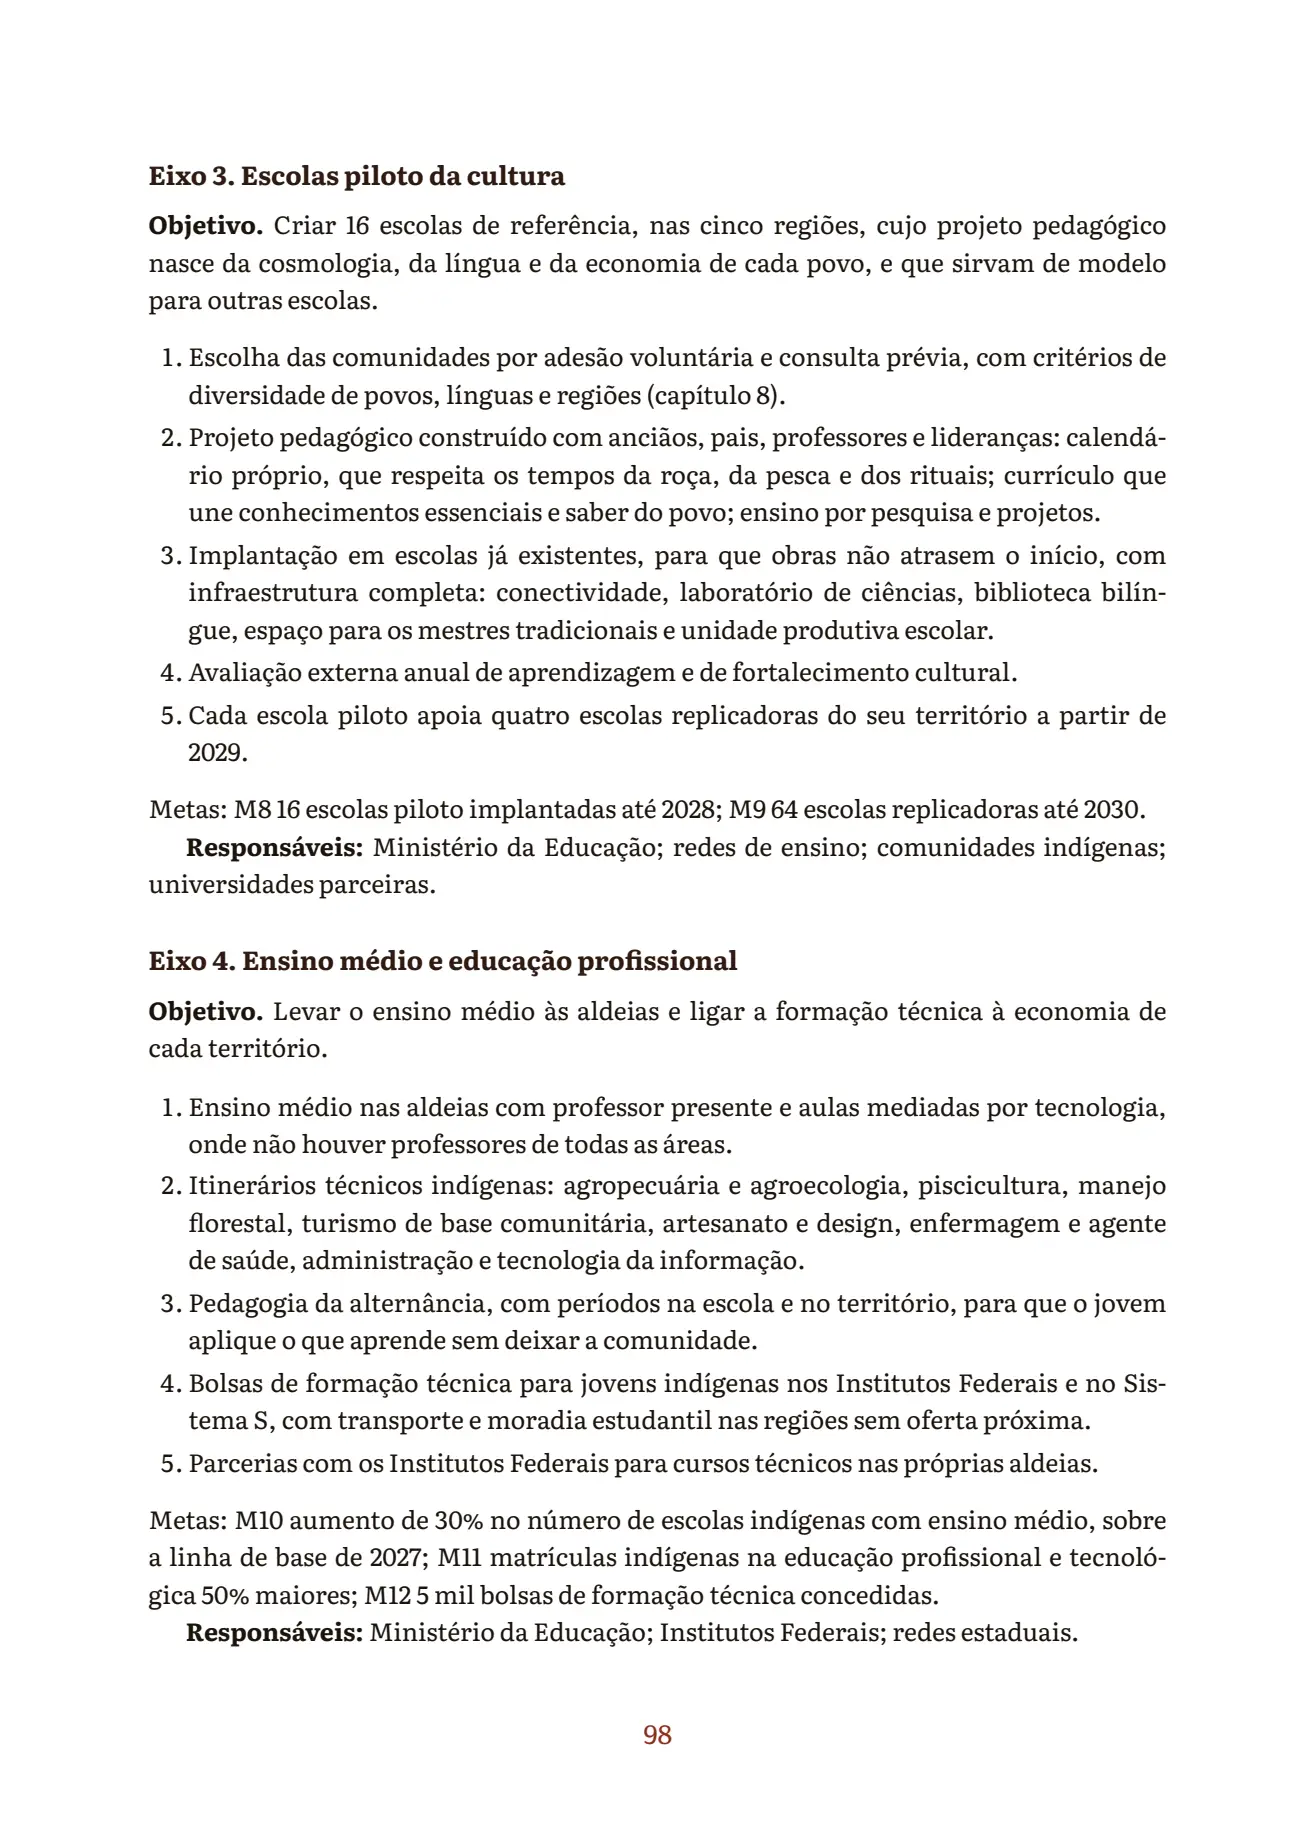 Eixo 3. Escolas piloto da cultura
Objetivo. Criar 16 escolas de referência, nas cinco regiões, cujo projeto pedagógico
nasce da cosmologia, da língua e da economia de cada povo, e que sirvam de modelo
para outras escolas.
1. Escolha das comunidades por adesão voluntária e consulta prévia, com critérios de
diversidade de povos, línguas e regiões (capítulo 8).
2. Projeto pedagógico construído com anciãos, pais, professores e lideranças: calendá-
rio próprio, que respeita os tempos da roça, da pesca e dos rituais; currículo que
une conhecimentos essenciais e saber do povo; ensino por pesquisa e projetos.
3. Implantação em escolas já existentes, para que obras não atrasem o início, com
infraestrutura completa: conectividade, laboratório de ciências, biblioteca bilín-
gue, espaço para os mestres tradicionais e unidade produtiva escolar.
4. Avaliação externa anual de aprendizagem e de fortalecimento cultural.
5. Cada escola piloto apoia quatro escolas replicadoras do seu território a partir de
2029.
Metas: M8 16 escolas piloto implantadas até 2028; M9 64 escolas replicadoras até 2030.
Responsáveis: Ministério da Educação; redes de ensino; comunidades indígenas;
universidades parceiras.
Eixo 4. Ensino médio e educação profissional
Objetivo. Levar o ensino médio às aldeias e ligar a formação técnica à economia de
cada território.
1. Ensino médio nas aldeias com professor presente e aulas mediadas por tecnologia,
onde não houver professores de todas as áreas.
2. Itinerários técnicos indígenas: agropecuária e agroecologia, piscicultura, manejo
florestal, turismo de base comunitária, artesanato e design, enfermagem e agente
de saúde, administração e tecnologia da informação.
3. Pedagogia da alternância, com períodos na escola e no território, para que o jovem
aplique o que aprende sem deixar a comunidade.
4. Bolsas de formação técnica para jovens indígenas nos Institutos Federais e no Sis-
tema S, com transporte e moradia estudantil nas regiões sem oferta próxima.
5. Parcerias com os Institutos Federais para cursos técnicos nas próprias aldeias.
Metas: M10 aumento de 30% no número de escolas indígenas com ensino médio, sobre
a linha de base de 2027; M11 matrículas indígenas na educação profissional e tecnoló-
gica 50% maiores; M12 5 mil bolsas de formação técnica concedidas.
Responsáveis: Ministério da Educação; Institutos Federais; redes estaduais.
98